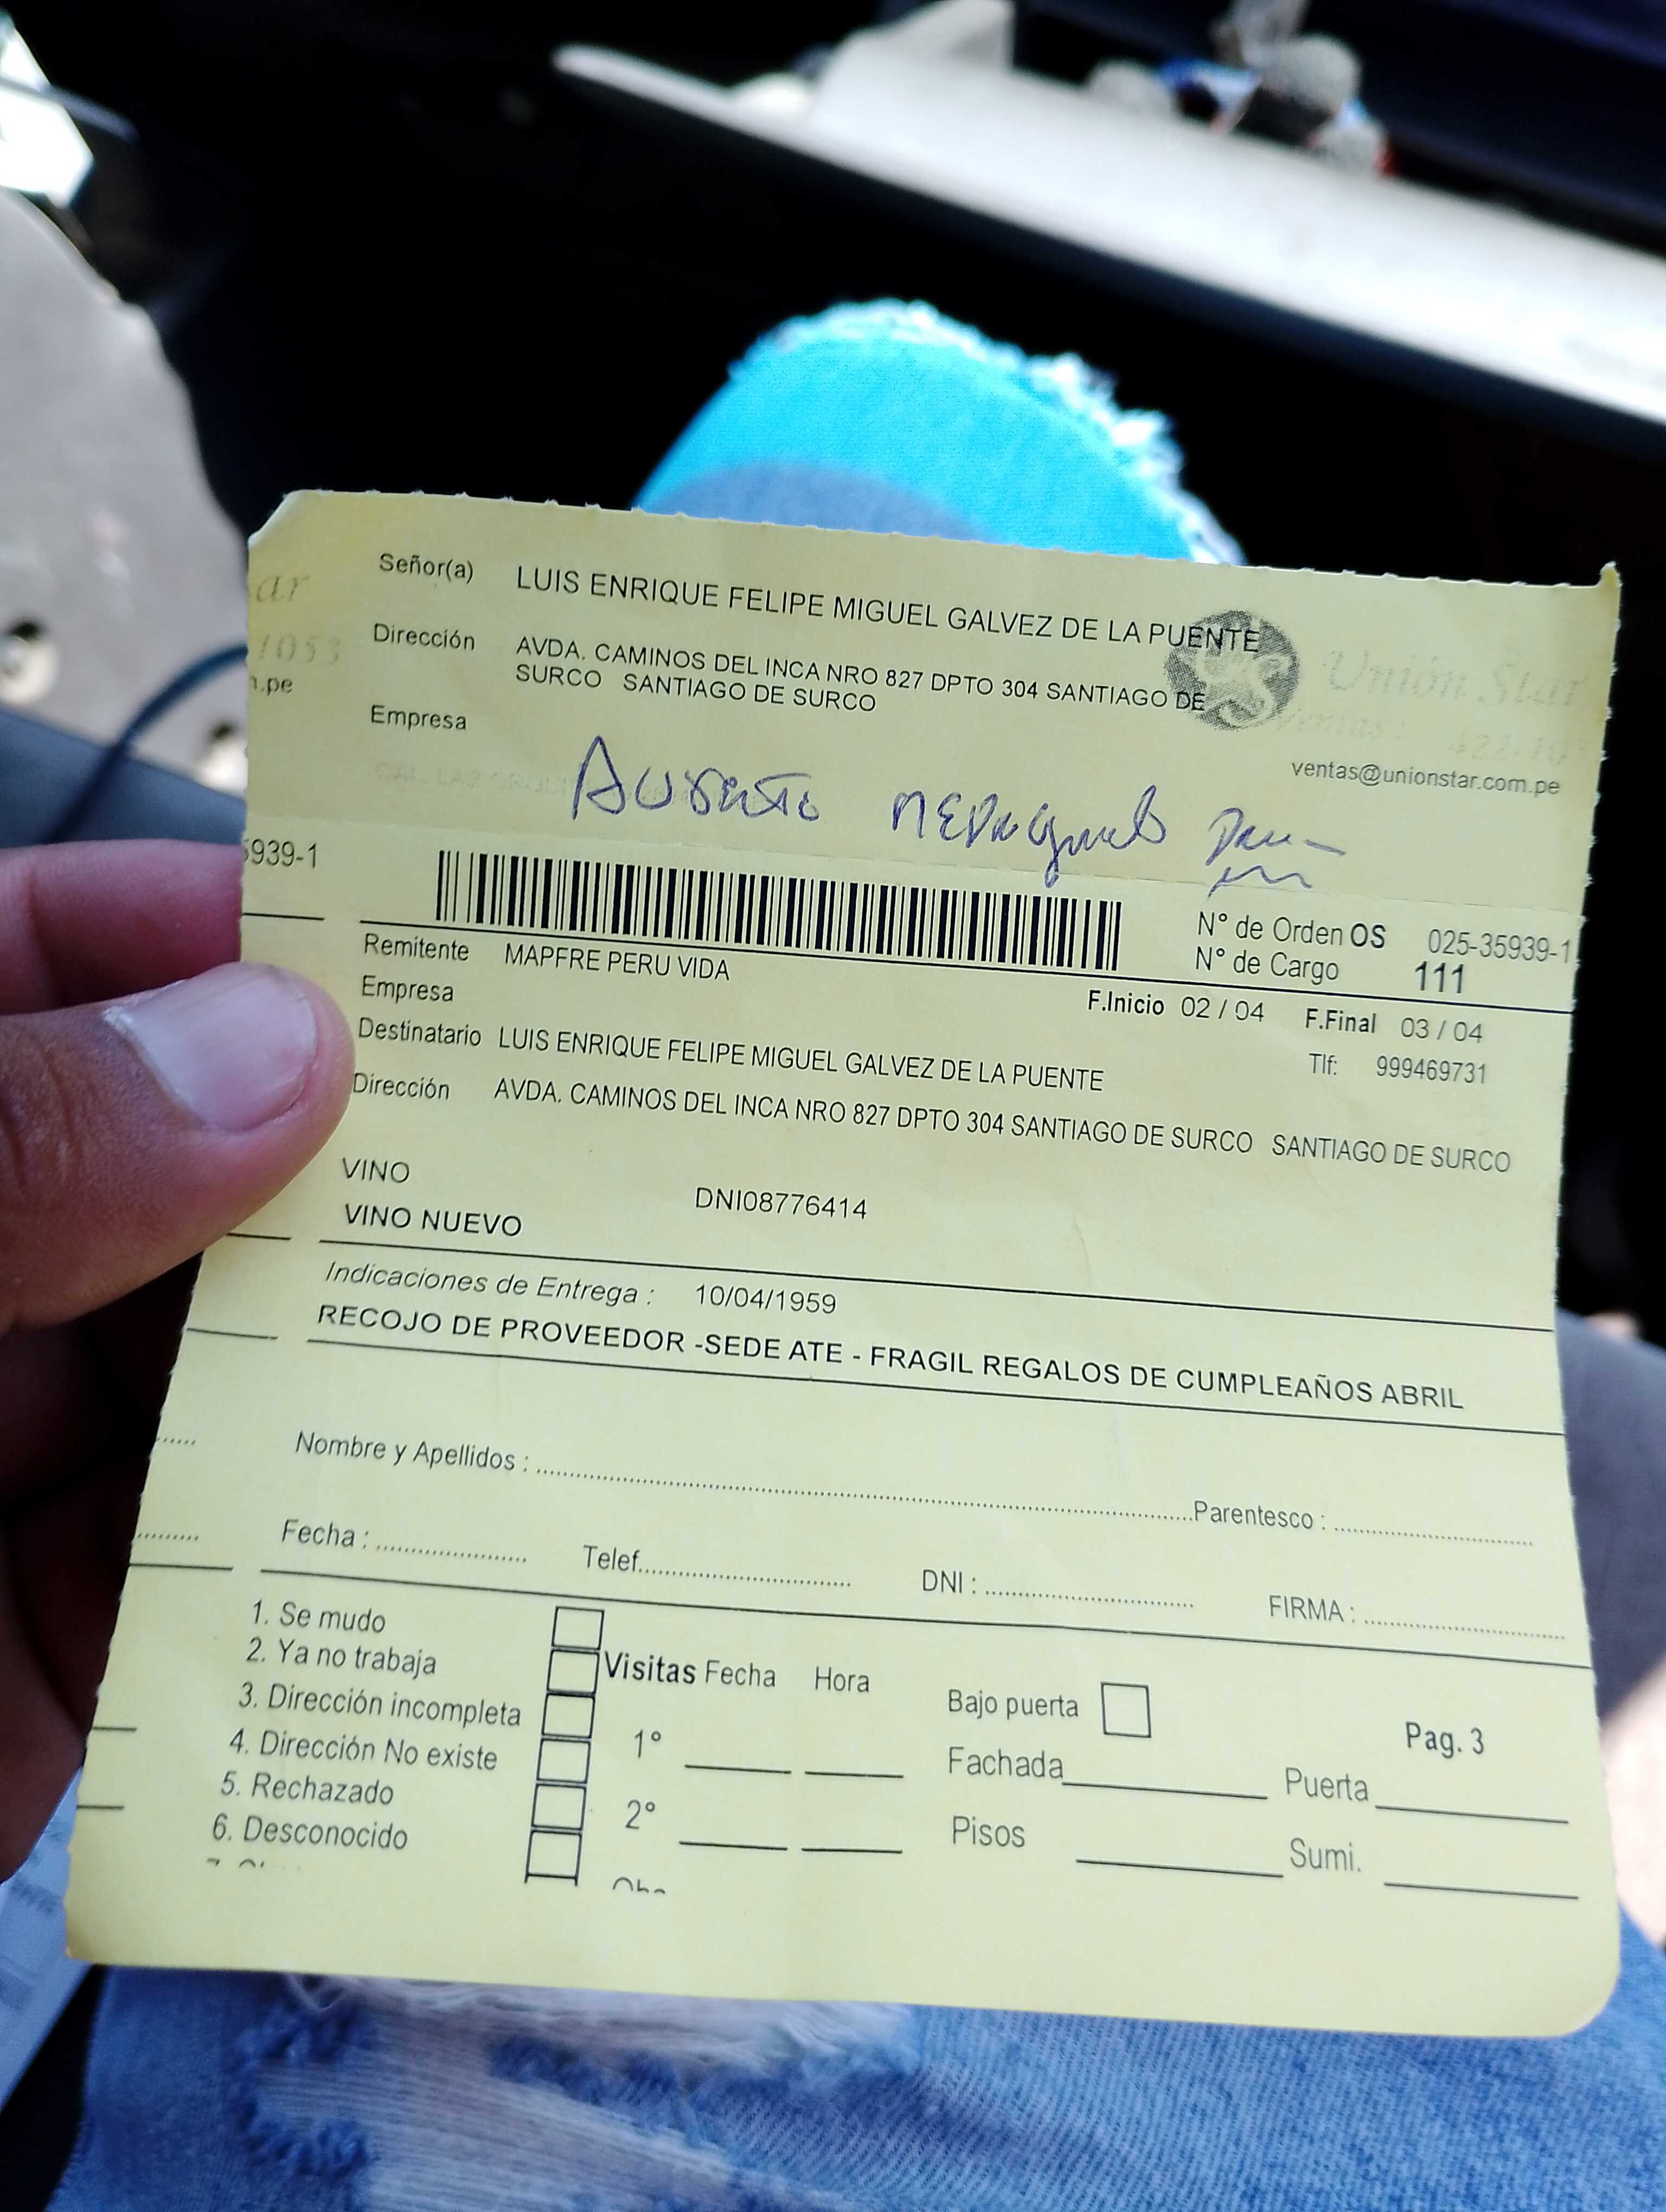 Señor(a) LUIS ENRIQUE FELIPE MIGUEL GALVEZ DE LA PUENTE
ar
Dirección AVDA. CAMINOS DEL INCA NRO 827 DPTO 304 SANTIAGO DE
SURCO SANTIAGO DE SURCO
1053
n.pe
Unión Star
Ventas:
Empresa
ventas@unionstar.com.pe
Ausente
5939-1
N° de Orden OS 025-35939-1
N° de Cargo 111
Remitente MAPFRE PERU VIDA
Empresa
F.Inicio 02 / 04 F.Final 03 / 04
Destinatario LUIS ENRIQUE FELIPE MIGUEL GALVEZ DE LA PUENTE
Tlf: 999469731
Dirección AVDA. CAMINOS DEL INCA NRO 827 DPTO 304 SANTIAGO DE SURCO SANTIAGO DE SURCO
VINO
DNI08776414
VINO NUEVO
Indicaciones de Entrega : 10/04/1959
RECOJO DE PROVEEDOR -SEDE ATE - FRAGIL REGALOS DE CUMPLEAÑOS ABRIL
Nombre y Apellidos : Parentesco :
Fecha : Telef. DNI : FIRMA :
1. Se mudo
2. Ya no trabaja
3. Dirección incompleta
4. Dirección No existe
5. Rechazado
6. Desconocido
Visitas Fecha Hora
1°
2°
Bajo puerta
Pag. 3
Fachada Puerta
Pisos Sumi.